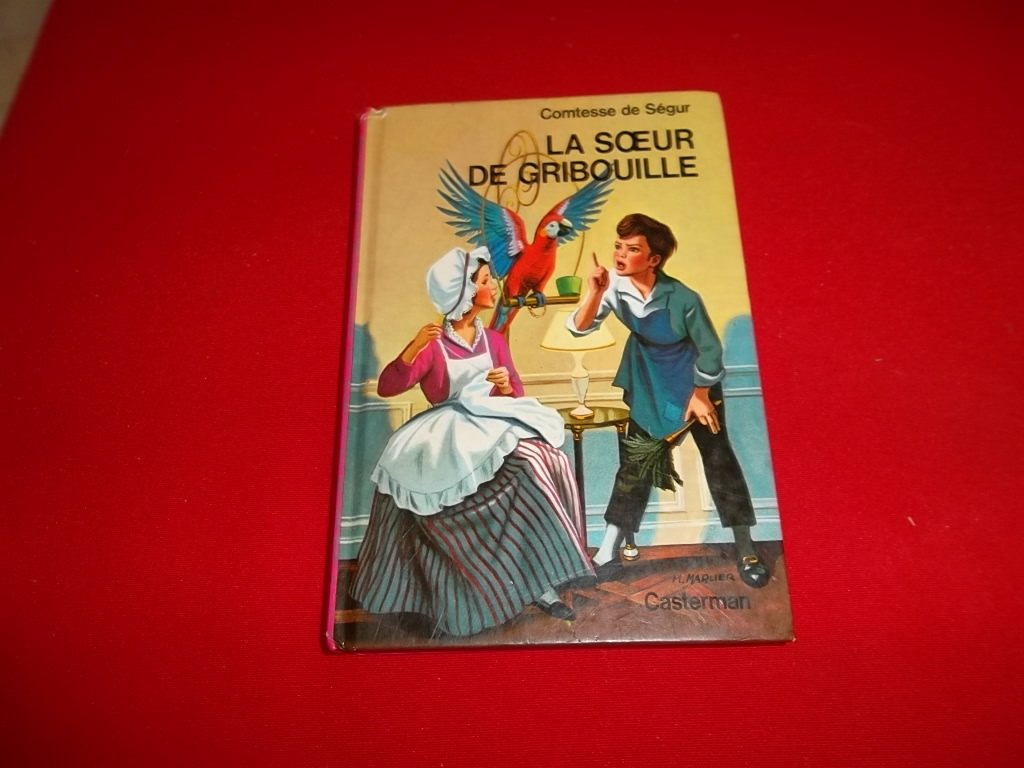 Comtesse de Ségur
LA SŒUR
DE GRIBOUILLE
M. MARLIER
Casterman